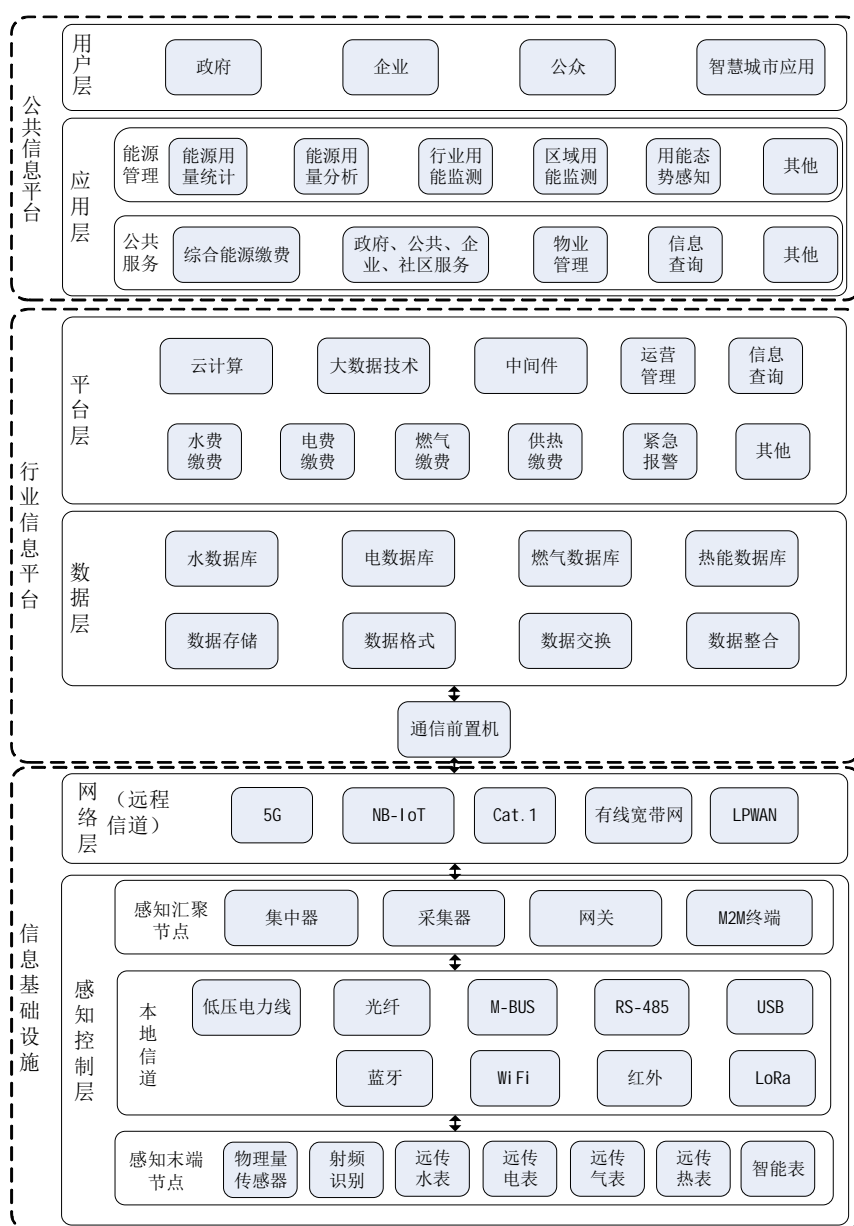 公共信息平台
用户层
政府
企业
公众
智慧城市应用
应用层
能源
管理
能源用
量统计
能源用
量分析
行业用
能监测
区域用
能监测
用能态
势感知
其他
公共
服务
综合能源缴费
政府、公共、企
业、社区服务
物业
管理
信息
查询
其他
行业信息平台
平台层
云计算
大数据技术
中间件
运营
管理
信息
查询
水费
缴费
电费
缴费
燃气
缴费
供热
缴费
紧急
报警
其他
数据层
水数据库
电数据库
燃气数据库
热能数据库
数据存储
数据格式
数据交换
数据整合
通信前置机
信息基础设施
网络层
（远程
信道）
5G
NB-IoT
Cat.1
有线宽带网
LPWAN
感知控制层
感知汇聚
节点
集中器
采集器
网关
M2M终端
本地信道
低压电力线
光纤
M-BUS
RS-485
USB
蓝牙
WiFi
红外
LoRa
感知末端
节点
物理量
传感器
射频
识别
远传
水表
远传
电表
远传
气表
远传
热表
智能表